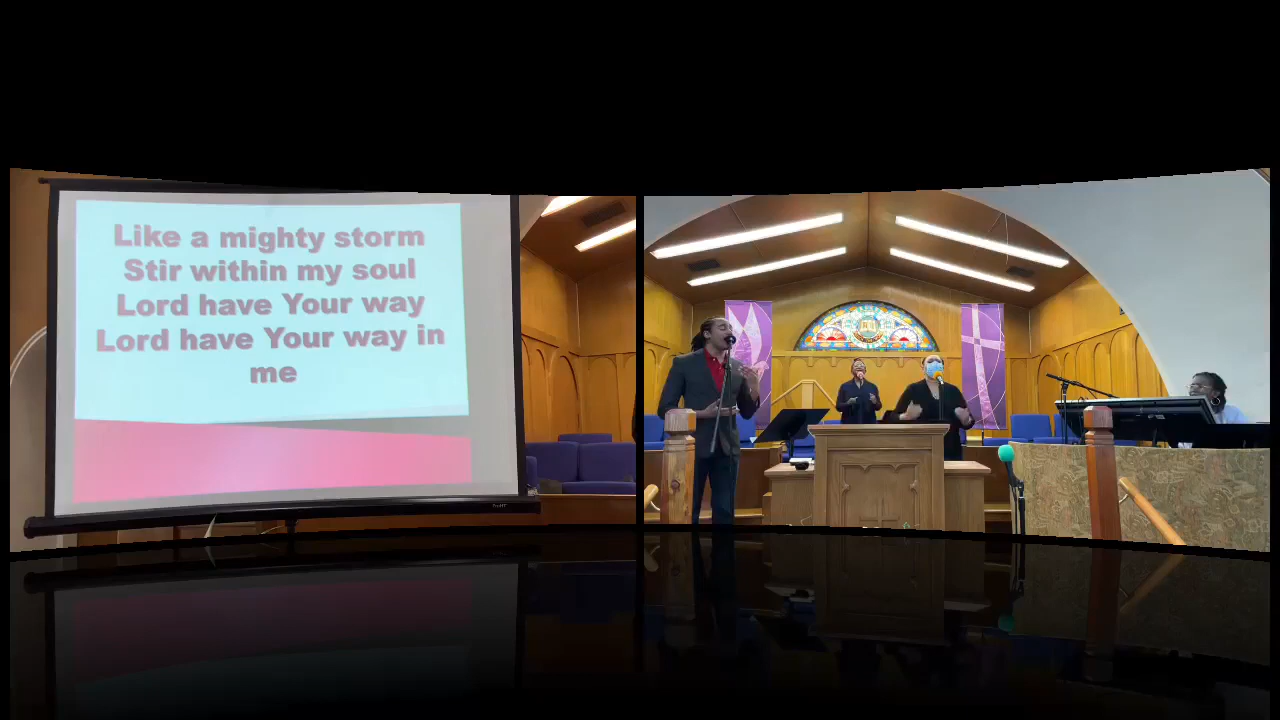 Like a mighty storm
Stir within my soul
Lord have Your way
Lord have Your way in
me